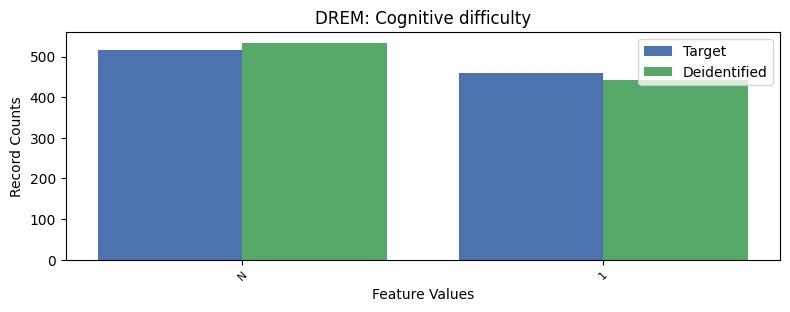 DREM: Cognitive difficulty
Target
Deidentified
Record Counts
500
400
300
200
100
0
N
1
Feature Values